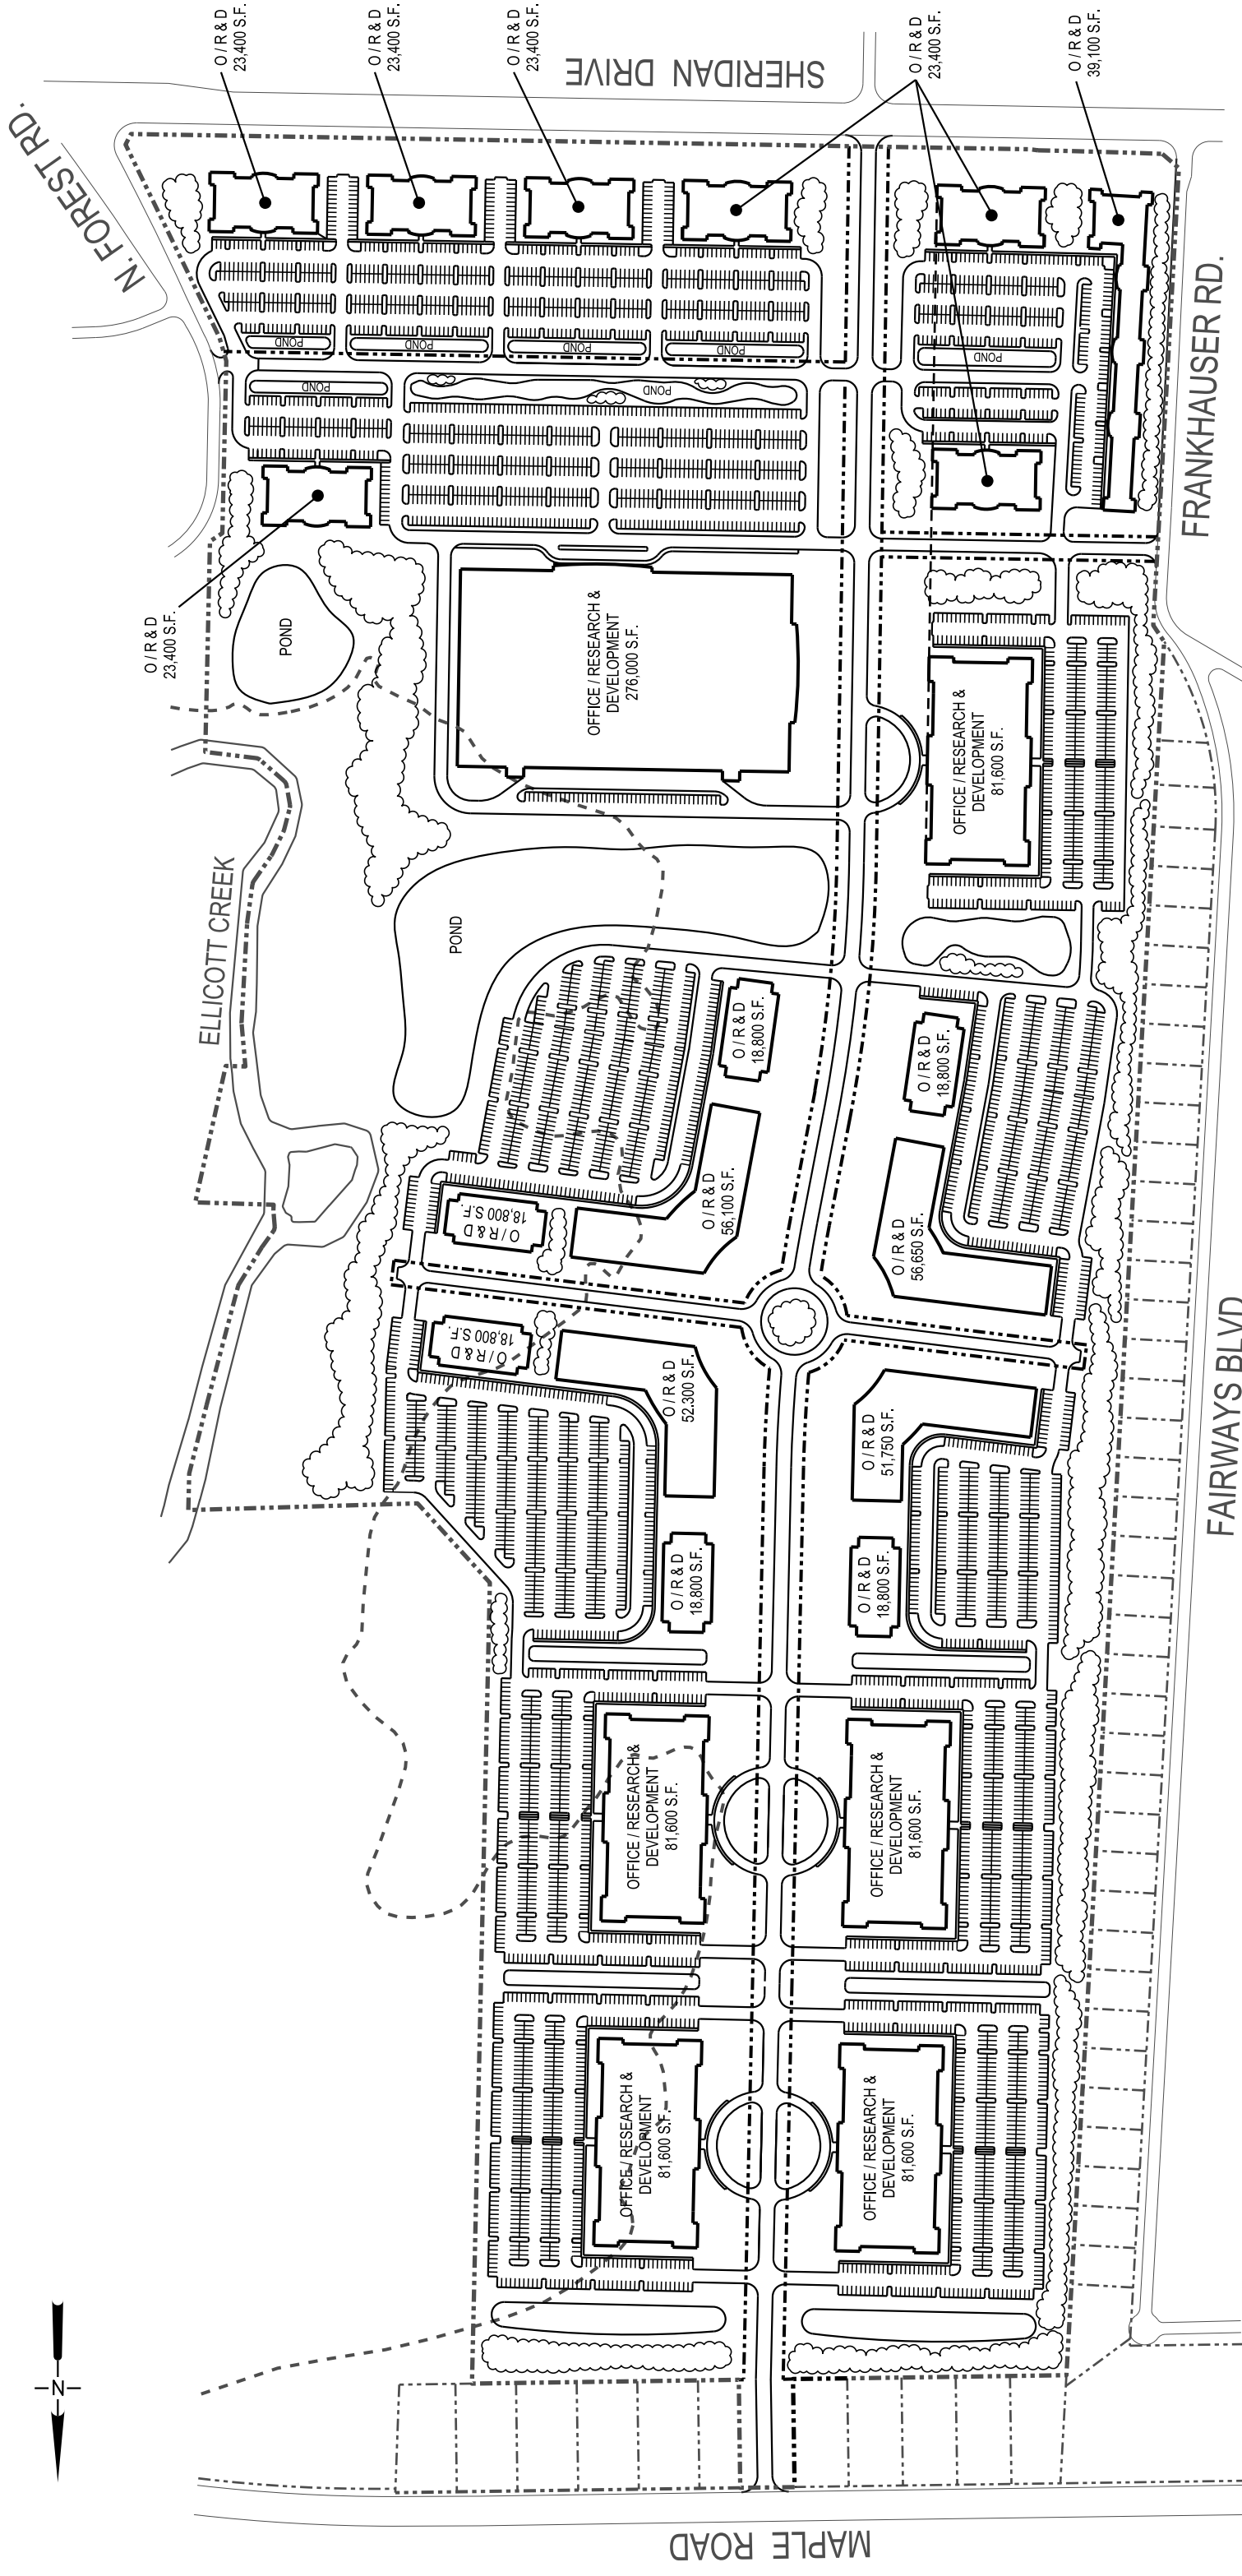 O / R & D
23,400 S.F.
O / R & D
23,400 S.F.
O / R & D
23,400 S.F.
O / R & D
23,400 S.F.
O / R & D
39,100 S.F.
SHERIDAN DRIVE
N. FOREST RD.
FRANKHAUSER RD.
POND
POND
POND
POND
POND
POND
POND
O / R & D
23,400 S.F.
POND
OFFICE / RESEARCH &
DEVELOPMENT
276,000 S.F.
OFFICE / RESEARCH &
DEVELOPMENT
81,600 S.F.
ELLICOTT CREEK
POND
O / R & D
18,800 S.F.
O / R & D
18,800 S.F.
O / R & D
56,100 S.F.
O / R & D
18,800 S.F.
O / R & D
56,650 S.F.
O / R & D
18,800 S.F.
O / R & D
52,300 S.F.
O / R & D
51,750 S.F.
FAIRWAYS BLVD
O / R & D
18,800 S.F.
O / R & D
18,800 S.F.
OFFICE / RESEARCH &
DEVELOPMENT
81,600 S.F.
OFFICE / RESEARCH &
DEVELOPMENT
81,600 S.F.
OFFICE / RESEARCH &
DEVELOPMENT
81,600 S.F.
OFFICE / RESEARCH &
DEVELOPMENT
81,600 S.F.
N
MAPLE ROAD